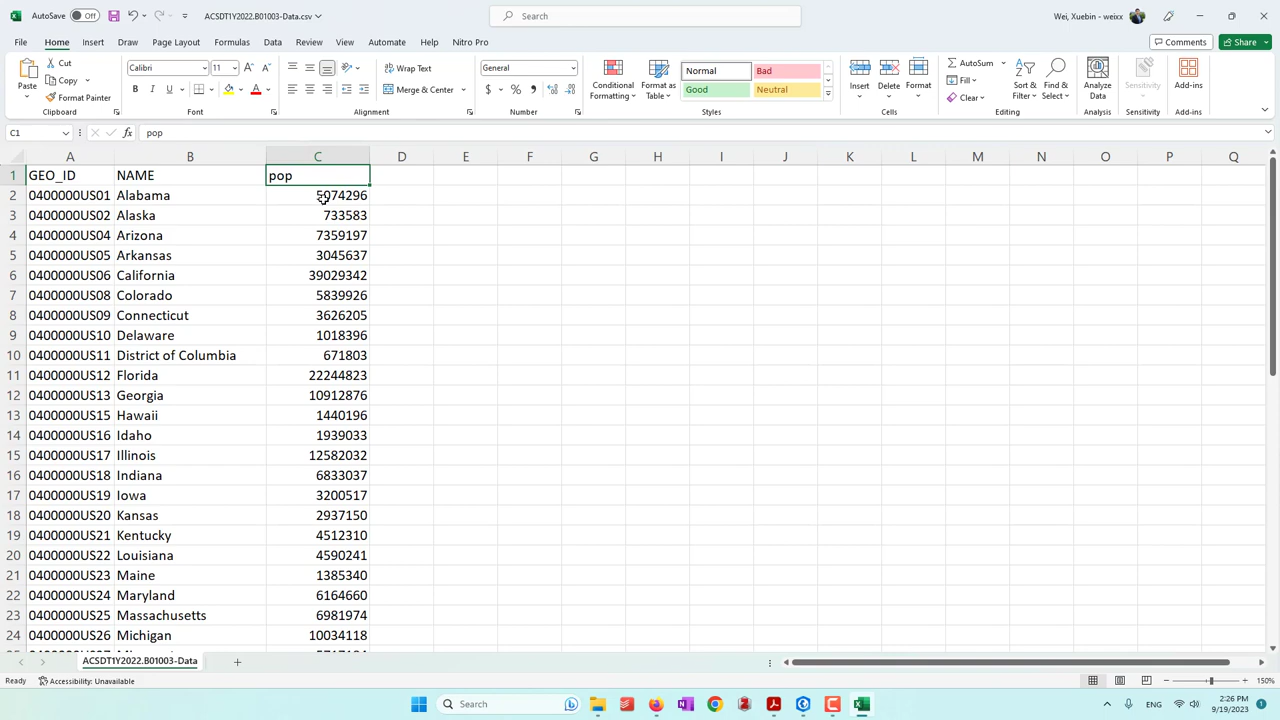 AutoSave Off ACSDT1Y2022.B01003-Data.csv Search Wei, Xuebin - weixx
File Home Insert Draw Page Layout Formulas Data Review View Automate Help Nitro Pro Comments Share
Paste Cut Copy Format Painter Clipboard
Calibri 11 B I U A Font
Wrap Text Merge & Center Alignment
General $ % Number
Conditional Formatting Format as Table Normal Bad Good Neutral Styles
Insert Delete Format Cells
AutoSum Fill Clear Sort & Filter Find & Select Editing
Analyze Data Analysis
Sensitivity Sensitivity
Add-ins Add-ins
C1 fx pop
A B C D E F G H I J K L M N O P Q
1 GEO_ID NAME pop
2 0400000US01 Alabama 5074296
3 0400000US02 Alaska 733583
4 0400000US04 Arizona 7359197
5 0400000US05 Arkansas 3045637
6 0400000US06 California 39029342
7 0400000US08 Colorado 5839926
8 0400000US09 Connecticut 3626205
9 0400000US10 Delaware 1018396
10 0400000US11 District of Columbia 671803
11 0400000US12 Florida 22244823
12 0400000US13 Georgia 10912876
13 0400000US15 Hawaii 1440196
14 0400000US16 Idaho 1939033
15 0400000US17 Illinois 12582032
16 0400000US18 Indiana 6833037
17 0400000US19 Iowa 3200517
18 0400000US20 Kansas 2937150
19 0400000US21 Kentucky 4512310
20 0400000US22 Louisiana 4590241
21 0400000US23 Maine 1385340
22 0400000US24 Maryland 6164660
23 0400000US25 Massachusetts 6981974
24 0400000US26 Michigan 10034118
ACSDT1Y2022.B01003-Data
Ready Accessibility: Unavailable 150%
Search ENG 2:26 PM
9/19/2023